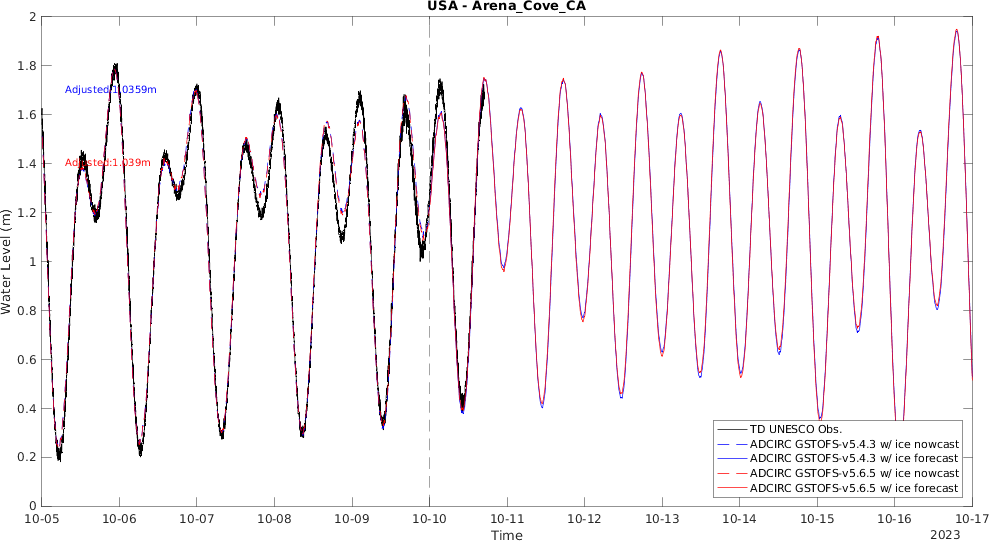 USA - Arena_Cove_CA
2
1.8
1.6
1.4
1.2
1
0.8
0.6
0.4
0.2
0
Water Level (m)
Adjusted:1.0359m
Adjusted:1.039m
TD UNESCO Obs.
ADCIRC GSTOFS-v5.4.3 w/ ice nowcast
ADCIRC GSTOFS-v5.4.3 w/ ice forecast
ADCIRC GSTOFS-v5.6.5 w/ ice nowcast
ADCIRC GSTOFS-v5.6.5 w/ ice forecast
10-05 10-06 10-07 10-08 10-09 10-10 10-11 10-12 10-13 10-14 10-15 10-16 10-17
Time
2023